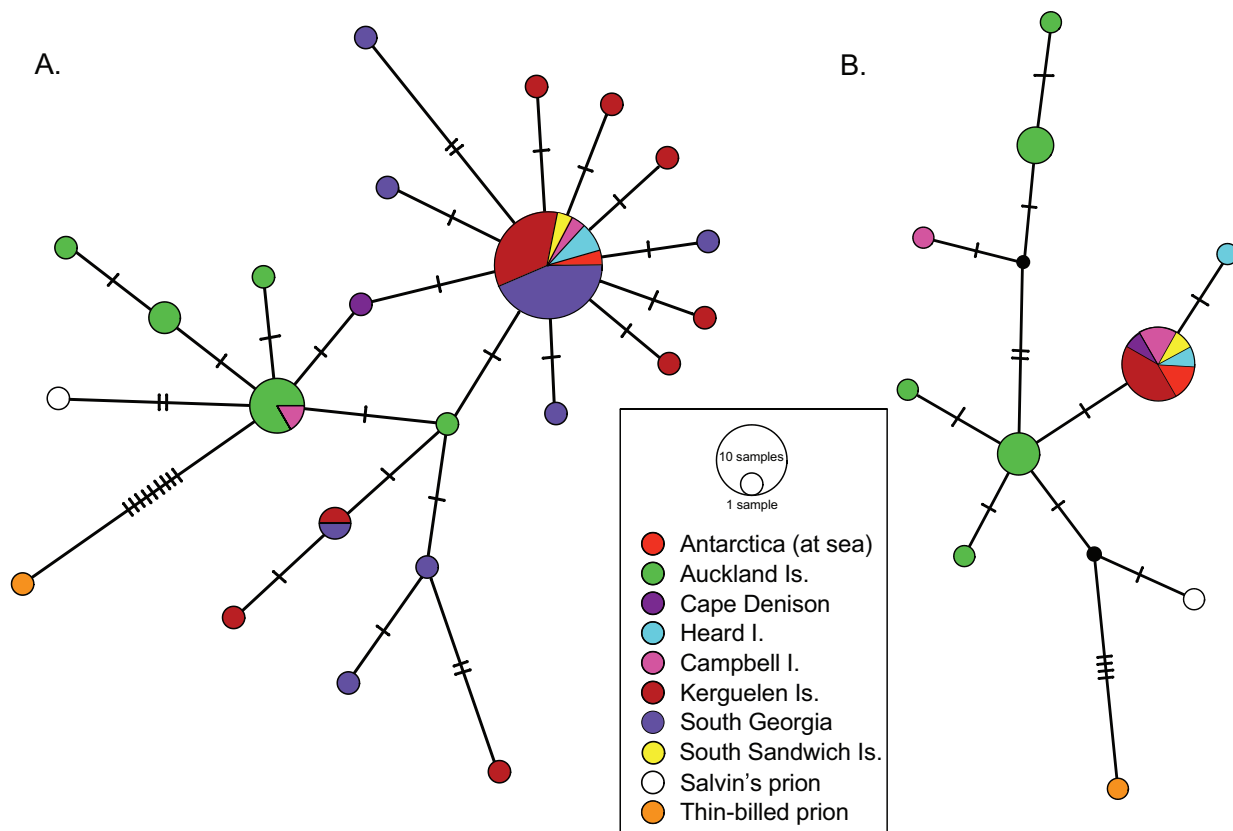 A.
B.
10 samples
1 sample
Antarctica (at sea)
Auckland Is.
Cape Denison
Heard I.
Campbell I.
Kerguelen Is.
South Georgia
South Sandwich Is.
Salvin's prion
Thin-billed prion